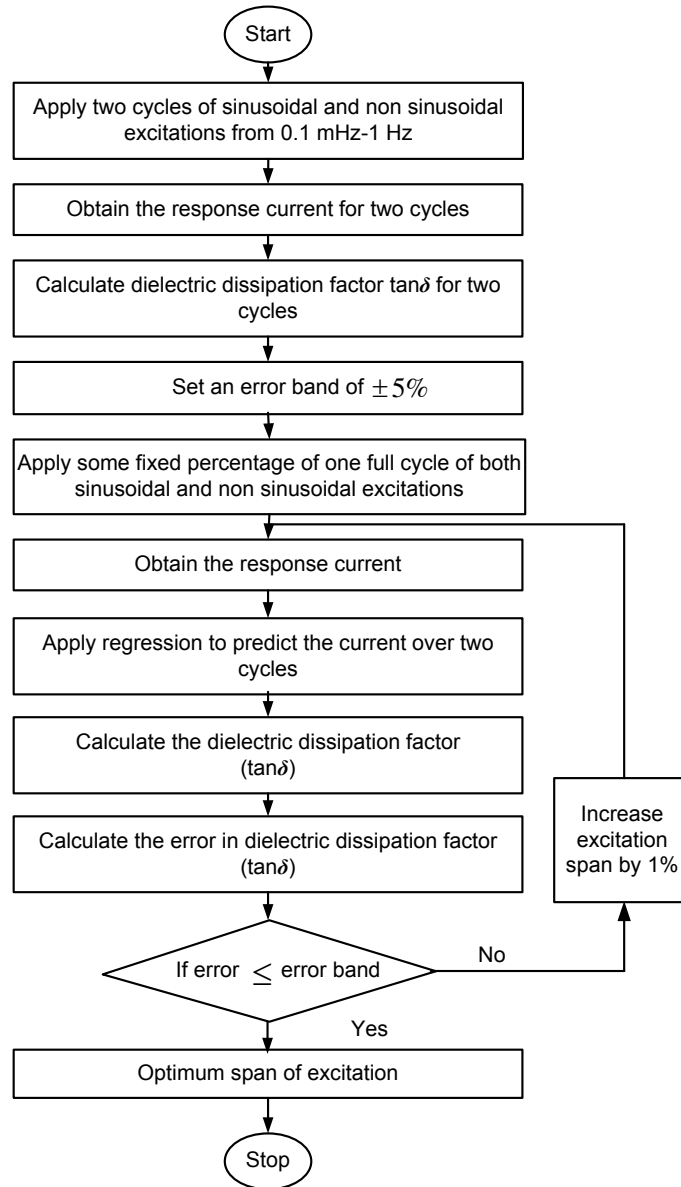 Start
Apply two cycles of sinusoidal and non sinusoidal
excitations from 0.1 mHz-1 Hz
Obtain the response current for two cycles
Calculate dielectric dissipation factor tanδ for two
cycles
Set an error band of ±5%
Apply some fixed percentage of one full cycle of both
sinusoidal and non sinusoidal excitations
Obtain the response current
Apply regression to predict the current over two
cycles
Calculate the dielectric dissipation factor
(tanδ)
Calculate the error in dielectric dissipation factor
(tanδ)
Increase
excitation
span by 1%
If error ≤ error band
No
Yes
Optimum span of excitation
Stop